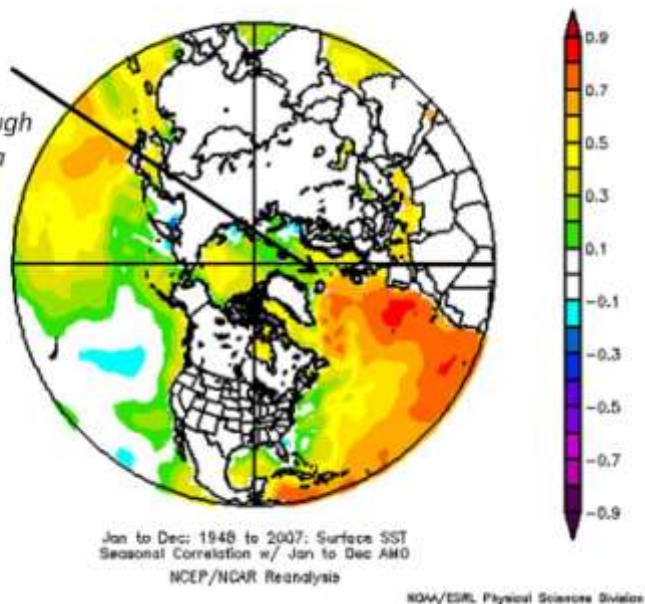 ugh
0.9
0.7
0.5
0.3
0.1
-0.1
-0.3
-0.5
-0.7
-0.9
Jan to Dec: 1948 to 2007: Surface SST
Seasonal Correlation w/ Jan to Dec AMO
NCEP/NCAR Reanalysis
NOAA/ESRL Physical Sciences Division